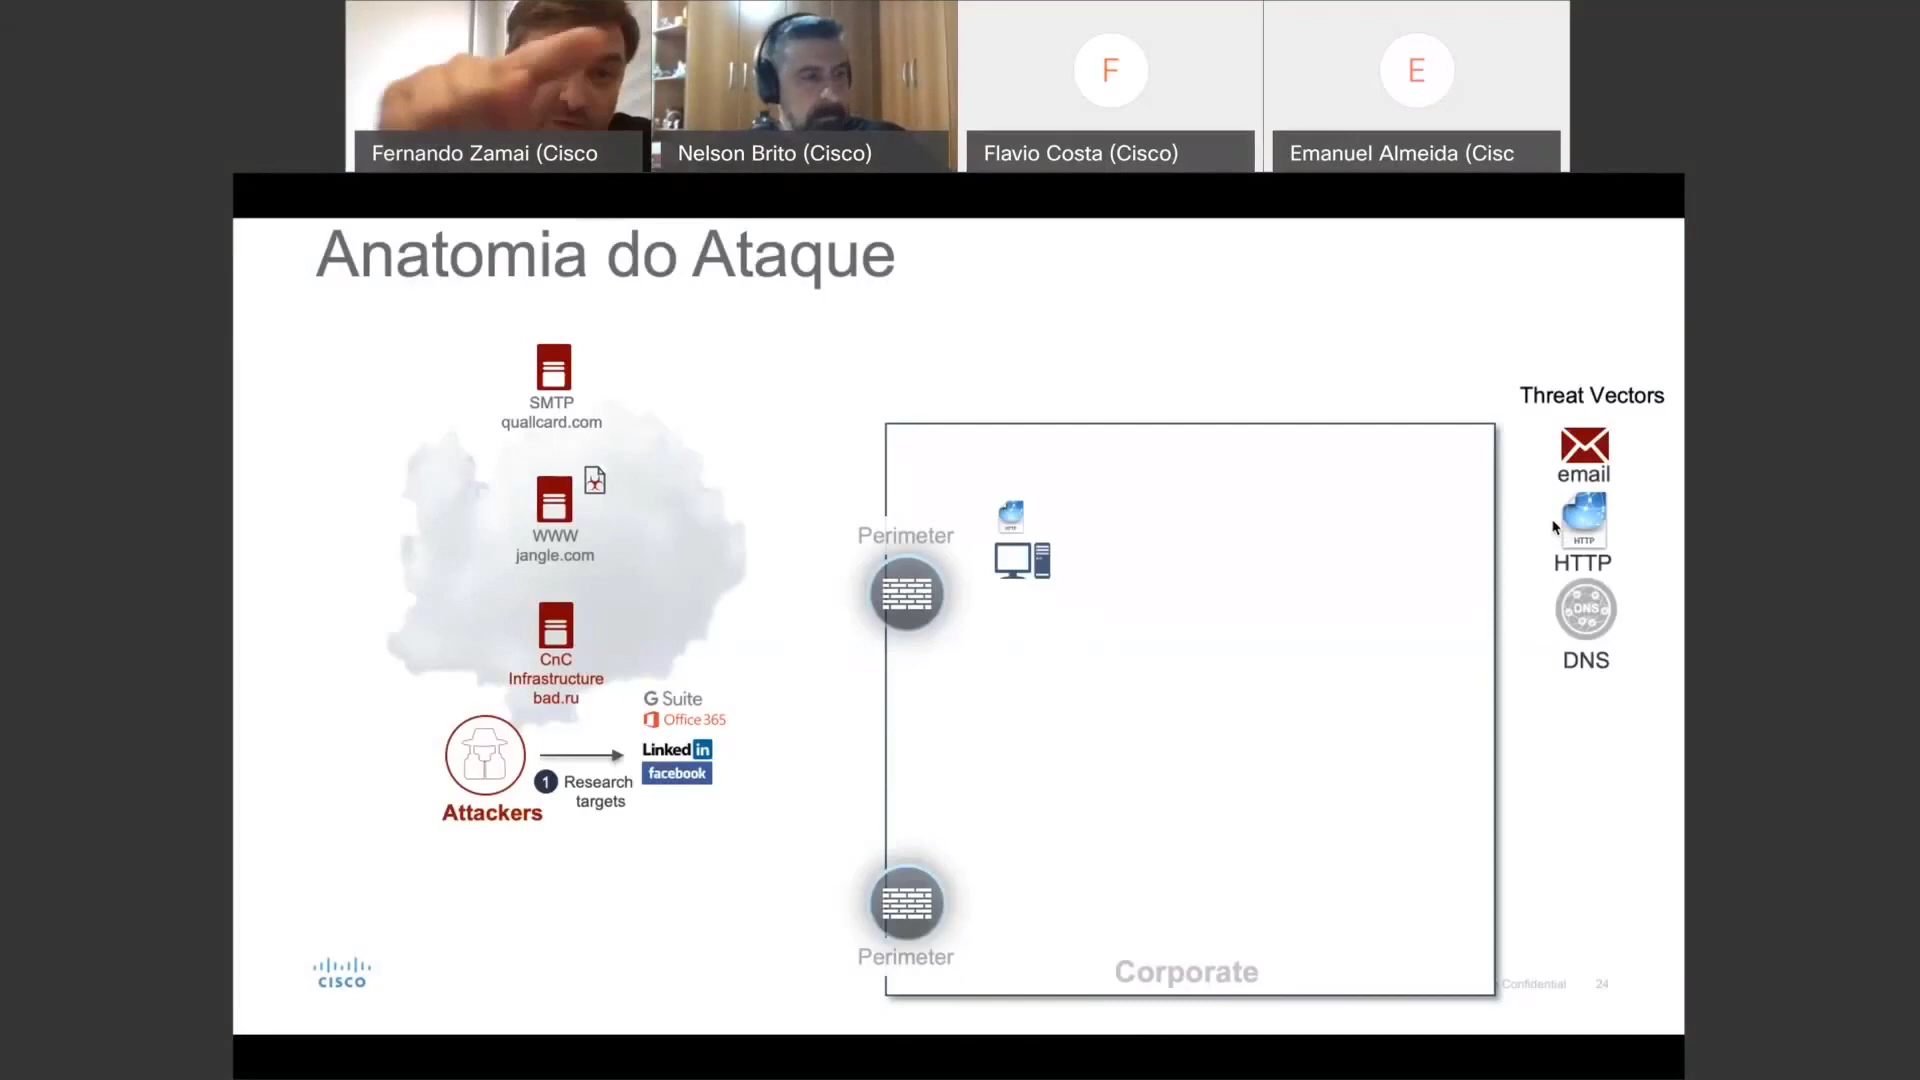 F
E
Fernando Zamai (Cisco
Nelson Brito (Cisco)
Flavio Costa (Cisco)
Emanuel Almeida (Cisc
Anatomia do Ataque
SMTP
quallcard.com
WWW
jangle.com
CnC
Infrastructure
bad.ru
G Suite
Office 365
Linked in
facebook
1 Research
targets
Attackers
Perimeter
HTTP
Perimeter
Corporate
Threat Vectors
email
HTTP
HTTP
DNS
DNS
CISCO
Confidential 24